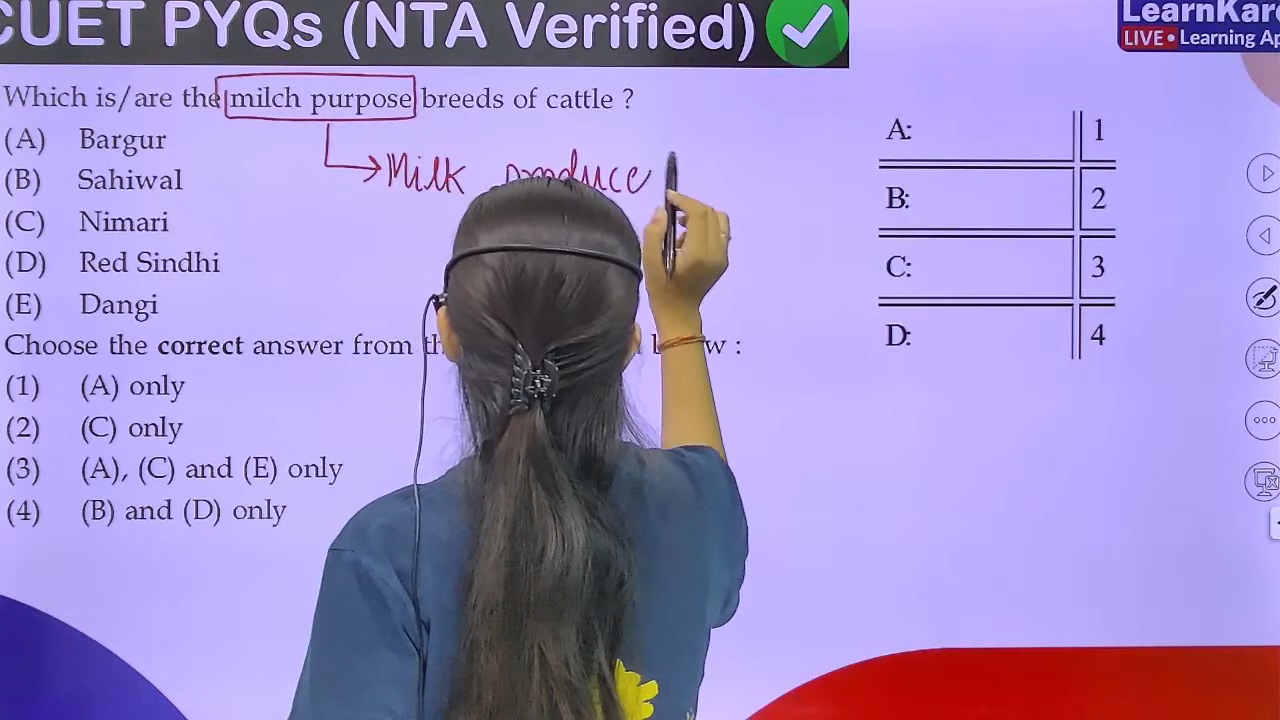 CUET PYQs (NTA Verified)
LearnKar
LIVE • Learning Ap
Which is/are the milch purpose breeds of cattle ?
(A) Bargur
Milk produce
(B) Sahiwal
(C) Nimari
(D) Red Sindhi
(E) Dangi
Choose the correct answer from :
(1) (A) only
(2) (C) only
(3) (A), (C) and (E) only
(4) (B) and (D) only
A: 1
B: 2
C: 3
D: 4